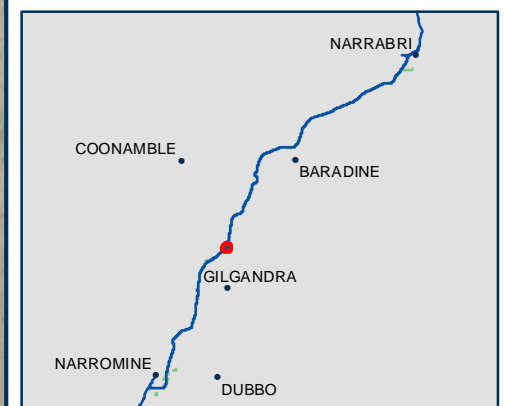 NARRABRI
COONAMBLE
BARADINE
GILGANDRA
NARROMINE
DUBBO